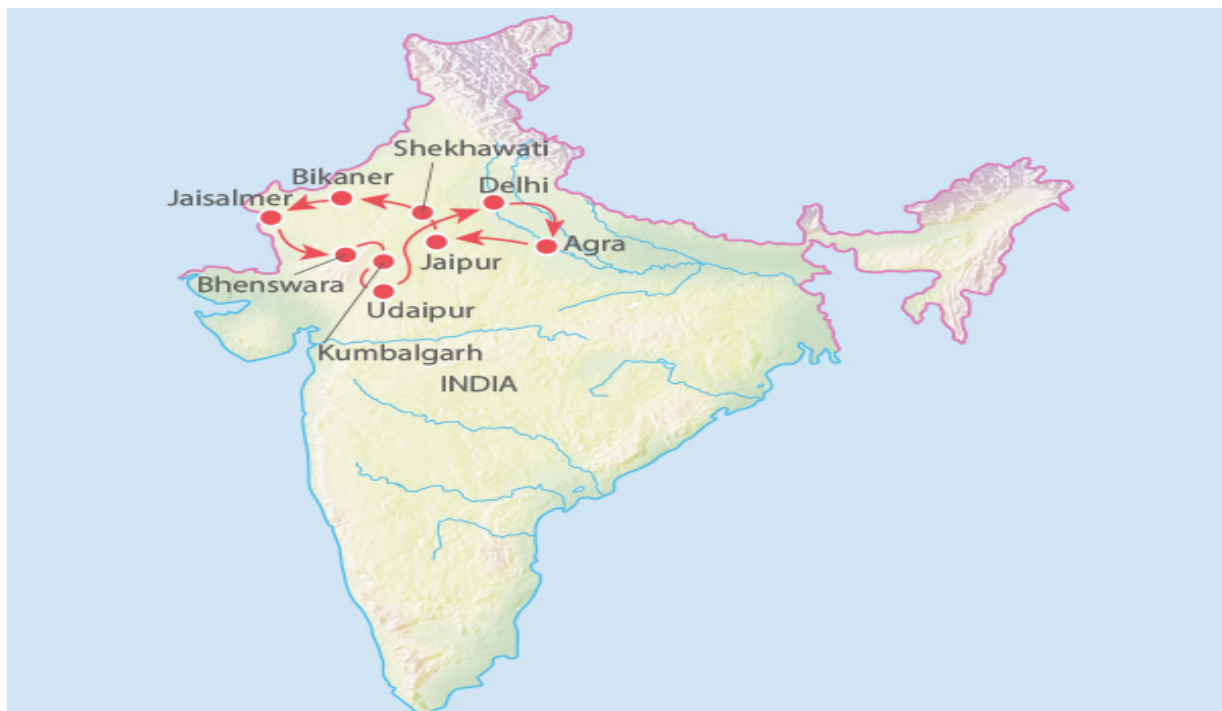 Shekhawati
Bikaner
Delhi
Jaisalmer
Agra
Jaipur
Bhenswara
Udaipur
Kumbalgarh
INDIA